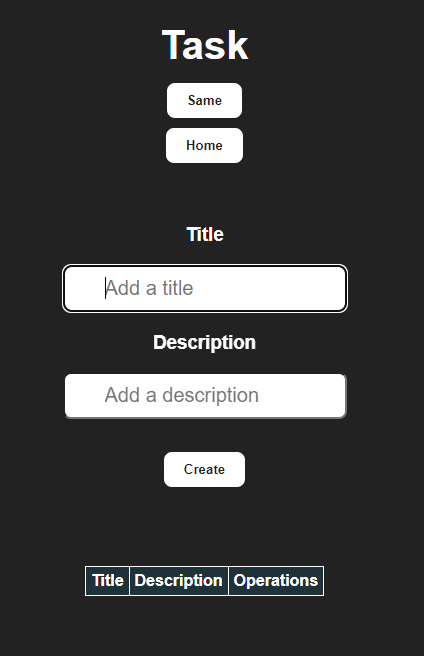 Task
Same
Home
Title
Add a title
Description
Add a description
Create
Title Description Operations